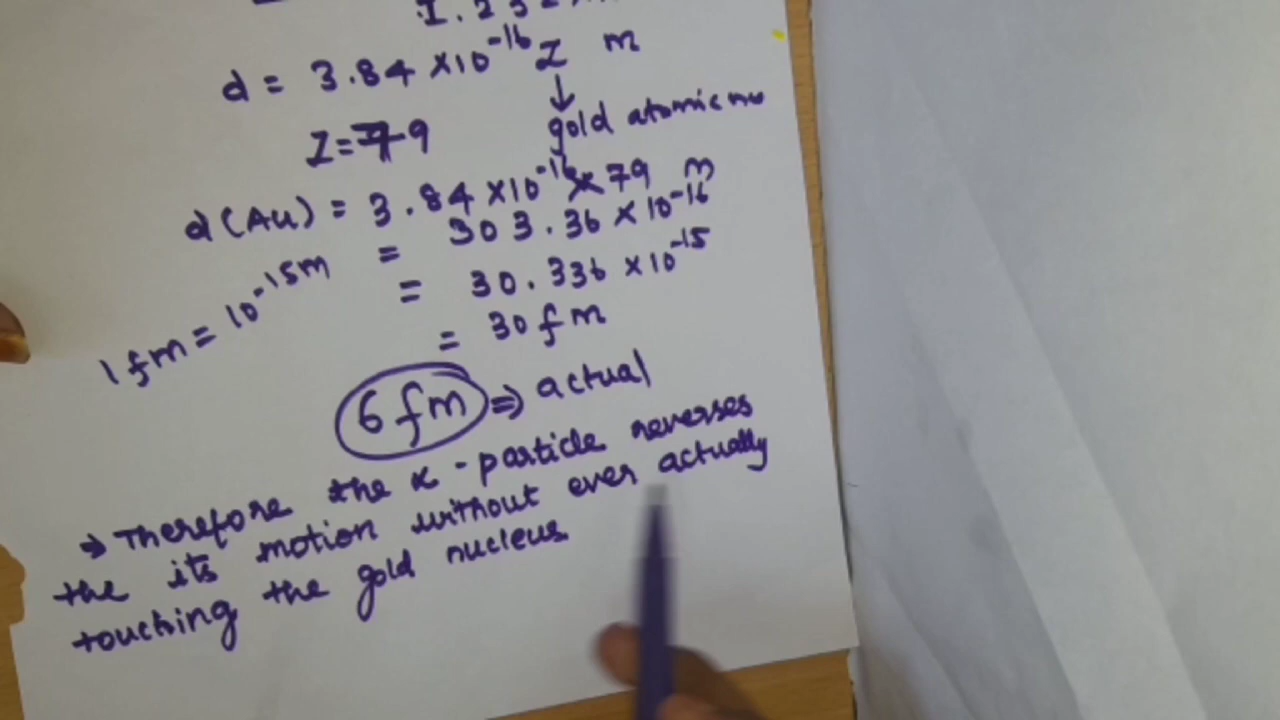 d = 3.84 ×10⁻¹⁶ Z m
↓
Z=79 gold atomic no
d(Au) = 3.84 ×10⁻¹⁶ × 79 m
= 303.36 × 10⁻¹⁶
1 fm = 10⁻¹⁵m = 30.336 ×10⁻¹⁵
= 30 fm
6 fm ⇒ actual
⇒ Therefore the α-particle reverses
the its motion without ever actually
touching the gold nucleus